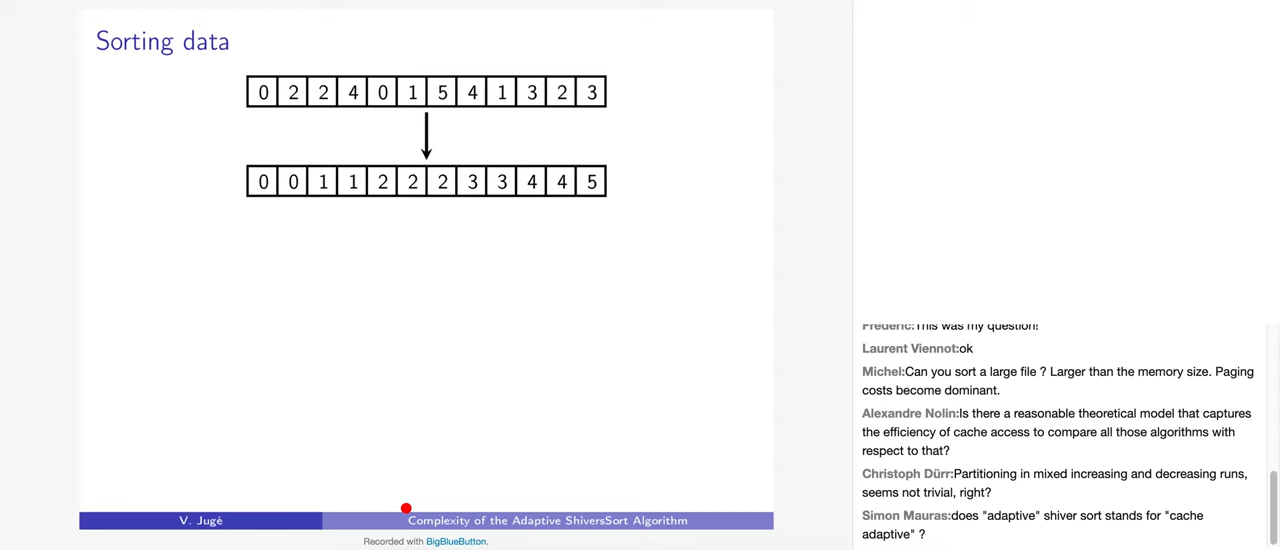 Sorting data
0 2 2 4 0 1 5 4 1 3 2 3
0 0 1 1 2 2 2 3 3 4 4 5
V. Jugé
Complexity of the Adaptive ShiversSort Algorithm
Recorded with BigBlueButton.
Frederic:This was my question!
Laurent Viennot:ok
Michel:Can you sort a large file ? Larger than the memory size. Paging
costs become dominant.
Alexandre Nolin:Is there a reasonable theoretical model that captures
the efficiency of cache access to compare all those algorithms with
respect to that?
Christoph Dürr:Partitioning in mixed increasing and decreasing runs,
seems not trivial, right?
Simon Mauras:does "adaptive" shiver sort stands for "cache
adaptive" ?